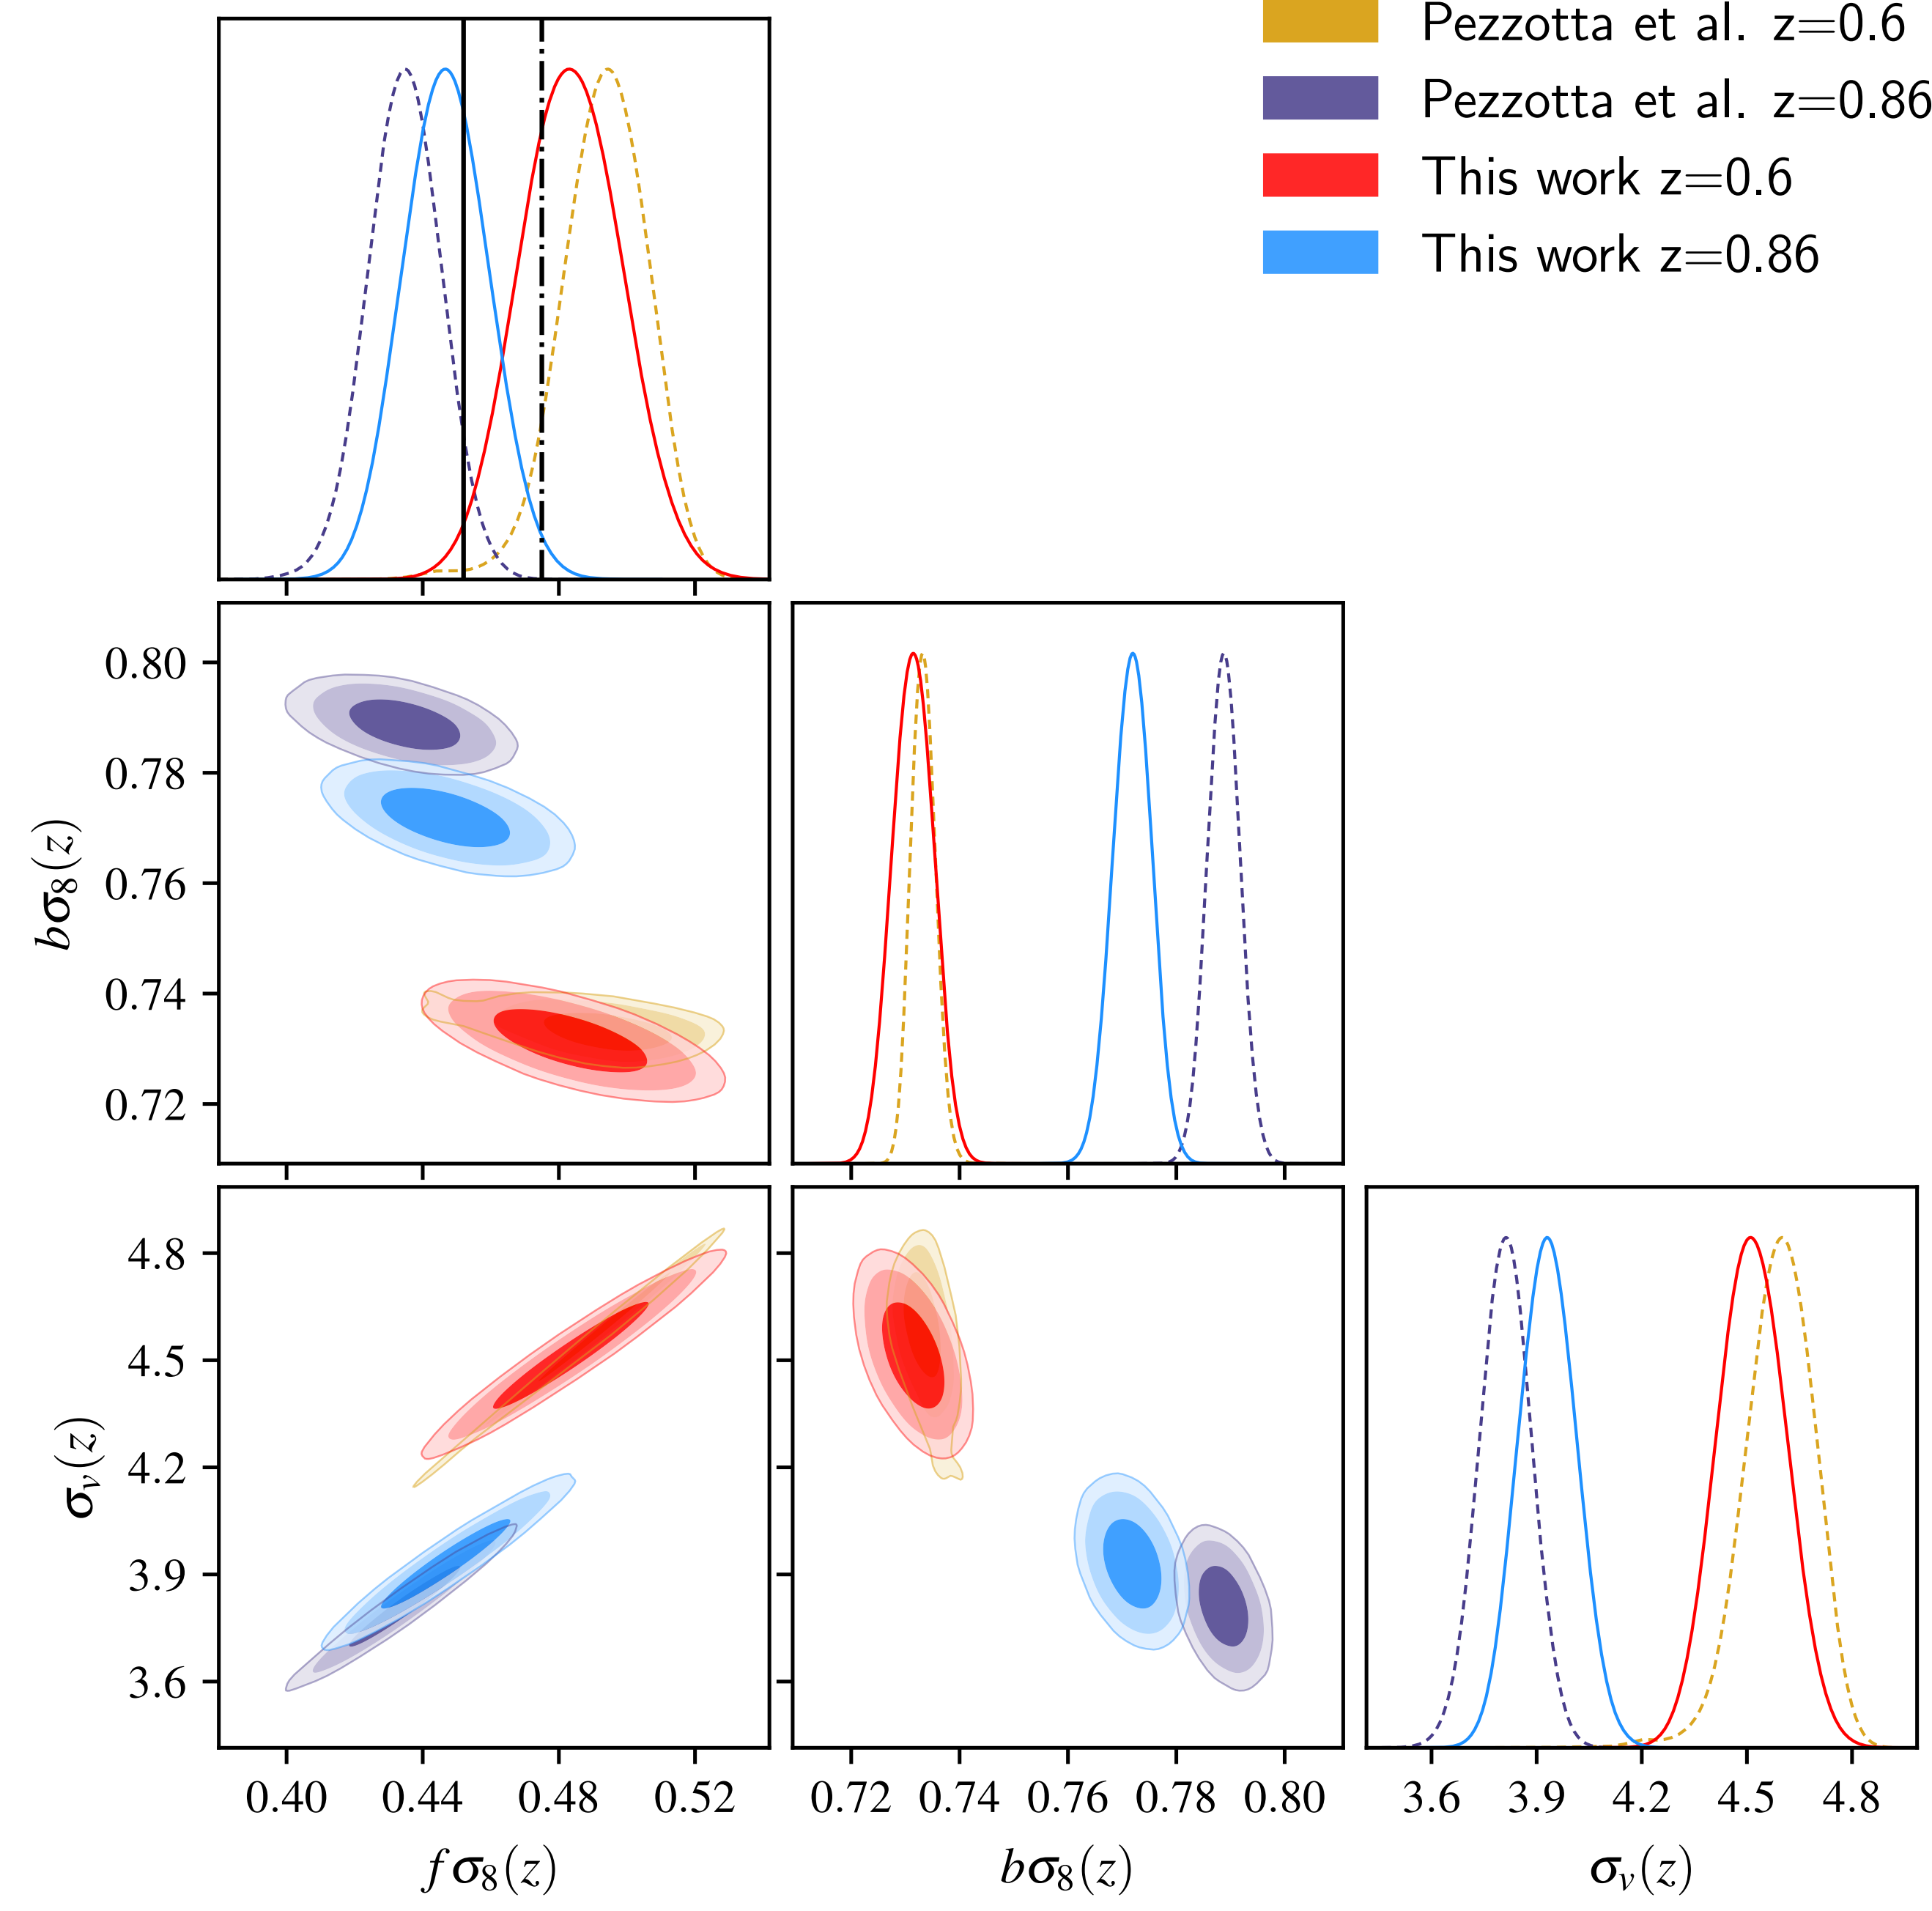 Pezzotta et al. z=0.6
Pezzotta et al. z=0.86
This work z=0.6
This work z=0.86
0.80
0.78
0.76
0.74
0.72
bσ₈(z)
4.8
4.5
4.2
3.9
3.6
σᵥ(z)
0.40 0.44 0.48 0.52 0.72 0.74 0.76 0.78 0.80 3.6 3.9 4.2 4.5 4.8
fσ₈(z) bσ₈(z) σᵥ(z)